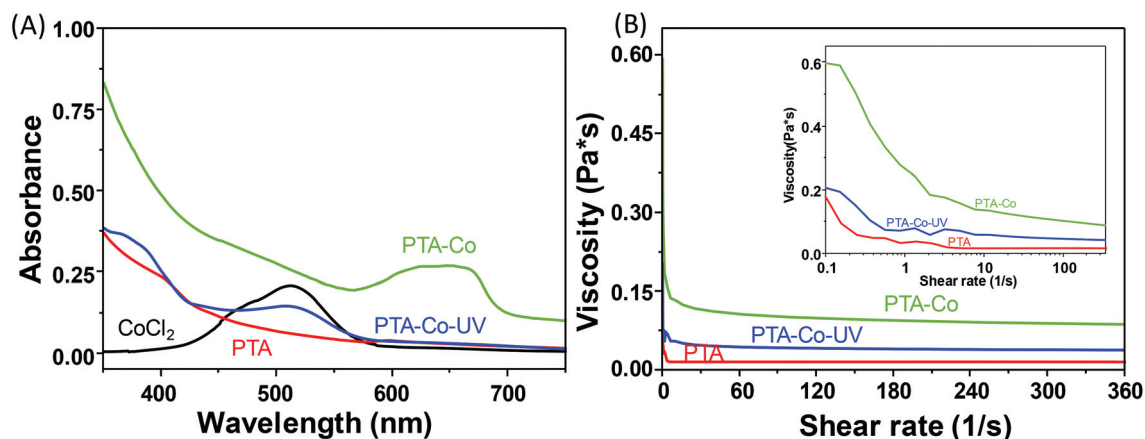 (A)
1.00
0.75
0.50
0.25
0.00
Absorbance
PTA-Co
CoCl2
PTA-Co-UV
PTA
400 500 600 700
Wavelength (nm)
(B)
0.60
0.45
0.30
0.15
0.00
Viscosity (Pa*s)
PTA-Co
PTA-Co-UV
PTA
0 60 120 180 240 300 360
Shear rate (1/s)
0.6
0.4
0.2
0.0
Viscosity(Pa*s)
PTA-Co
PTA-Co-UV
PTA
0.1 1 10 100
Shear rate (1/s)